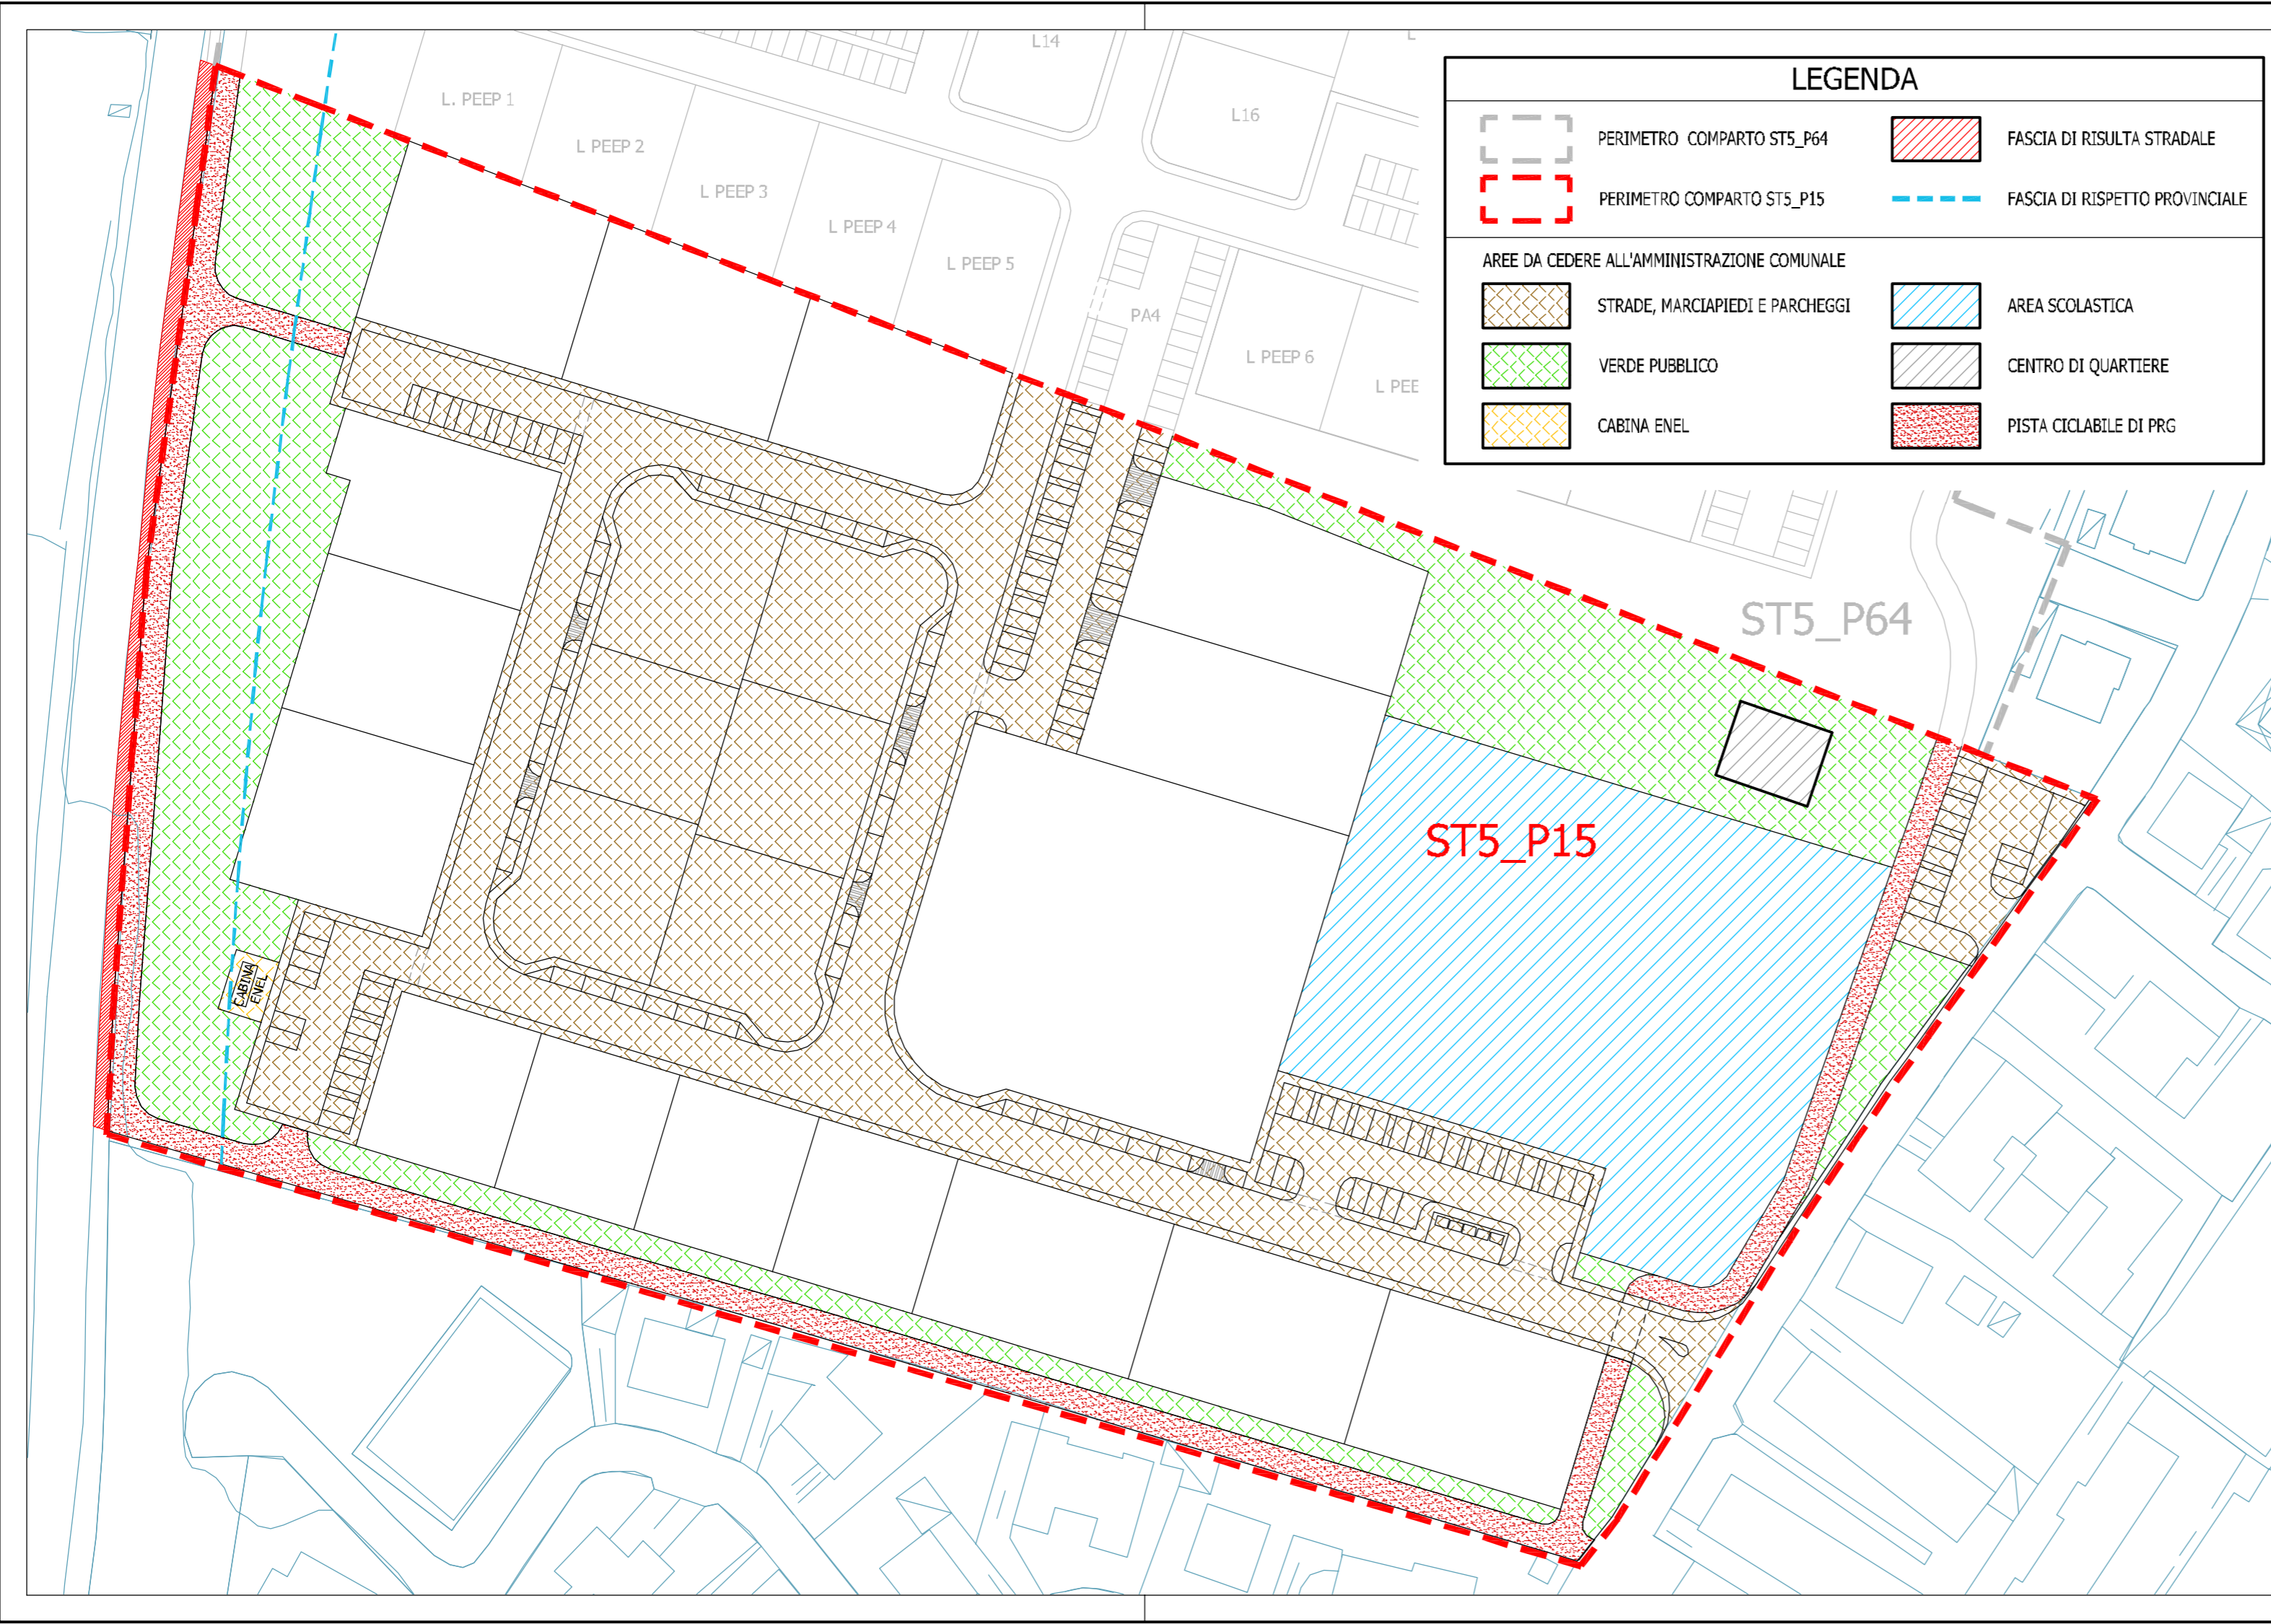 L14
L
L. PEEP 1
L16
L PEEP 2
L PEEP 3
L PEEP 4
L PEEP 5
PA4
L PEEP 6
L PEE
LEGENDA
PERIMETRO COMPARTO ST5_P64
FASCIA DI RISULTA STRADALE
PERIMETRO COMPARTO ST5_P15
FASCIA DI RISPETTO PROVINCIALE
AREE DA CEDERE ALL'AMMINISTRAZIONE COMUNALE
STRADE, MARCIAPIEDI E PARCHEGGI
AREA SCOLASTICA
VERDE PUBBLICO
CENTRO DI QUARTIERE
CABINA ENEL
PISTA CICLABILE DI PRG
ST5_P64
ST5_P15
CABINA
ENEL